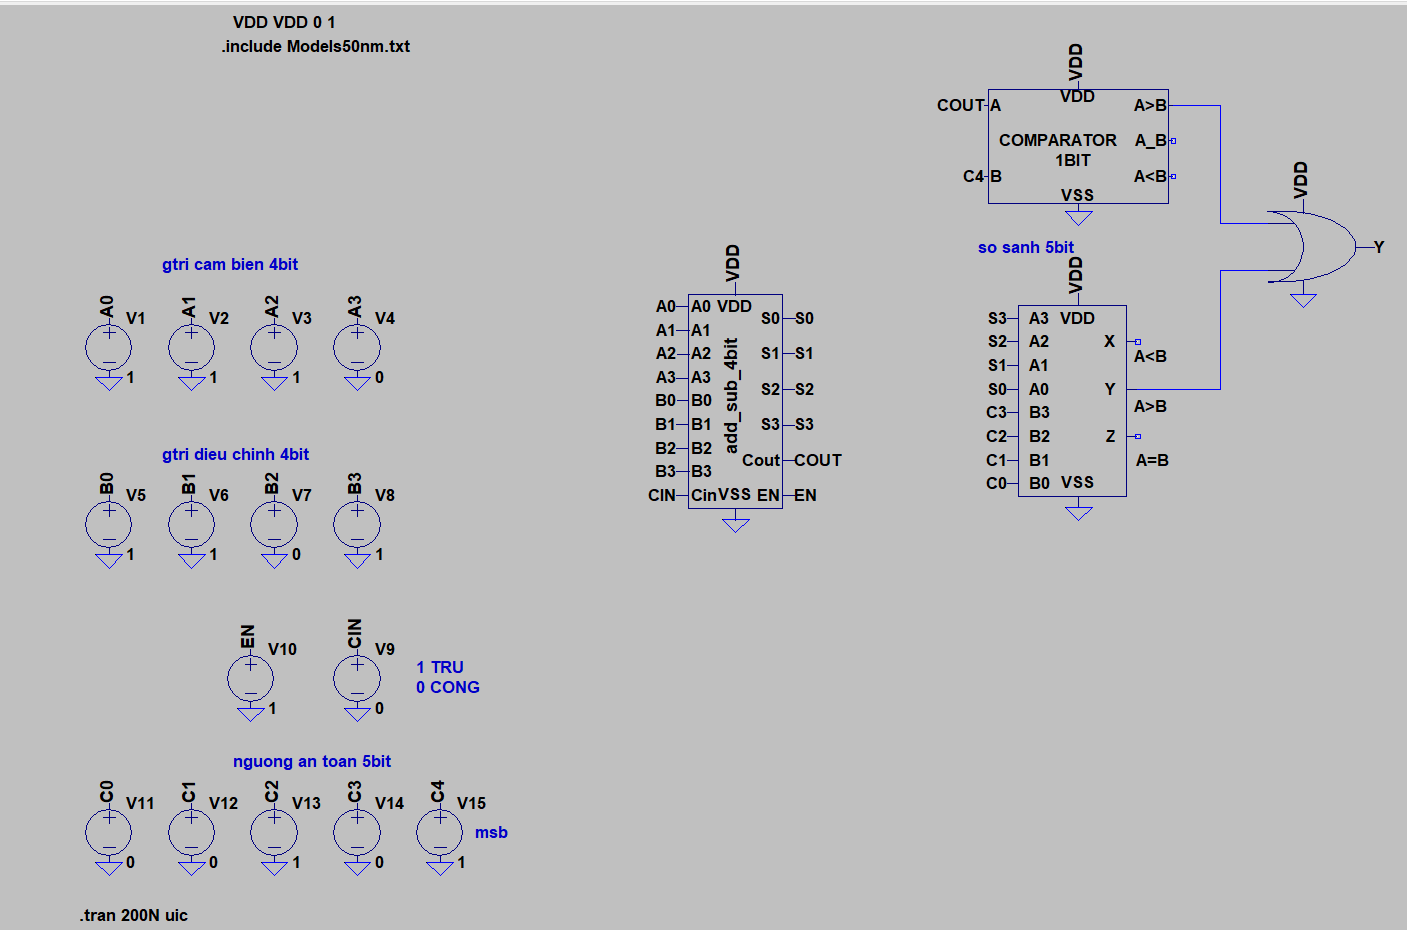 VDD VDD 0 1
.include Models50nm.txt
VDD
COUT A VDD A>B
COMPARATOR A_B
1BIT
C4 B A<B
VSS
VDD
Y
so sanh 5bit
VDD
S3 A3 VDD
S2 A2 X
A<B
S1 A1
S0 A0 Y
A>B
C3 B3
C2 B2 Z
C1 B1 A=B
C0 B0 VSS
gtri cam bien 4bit
A0 V1 A1 V2 A2 V3 A3 V4
1 1 1 0
VDD
A0 A0 VDD
S0 S0
A1 A1
A2 A2 S1 S1
A3 A3
add_sub_4bit
S2 S2
B0 B0
B1 B1 S3 S3
B2 B2
Cout COUT
B3 B3
CIN Cin VSS EN EN
gtri dieu chinh 4bit
B0 V5 B1 V6 B2 V7 B3 V8
1 1 0 1
EN V10 CIN V9
1 TRU
0 CONG
1 0
nguong an toan 5bit
C0 V11 C1 V12 C2 V13 C3 V14 C4 V15
msb
0 0 1 0 1
.tran 200N uic